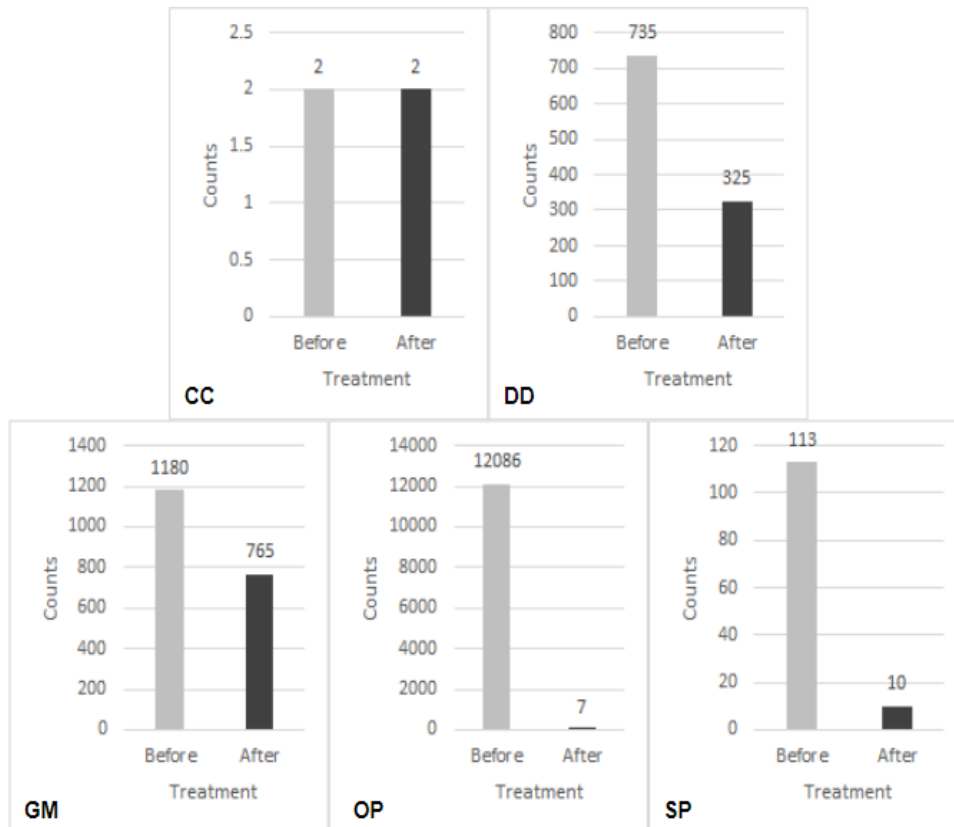 2.5
2
1.5
1
0.5
0
Counts
2
2
Before
After
Treatment
CC
800
700
600
500
400
300
200
100
0
Counts
735
325
Before
After
Treatment
DD
1400
1200
1000
800
600
400
200
0
Counts
1180
765
Before
After
Treatment
GM
14000
12000
10000
8000
6000
4000
2000
0
Counts
12086
7
Before
After
Treatment
OP
120
100
80
60
40
20
0
Counts
113
10
Before
After
Treatment
SP